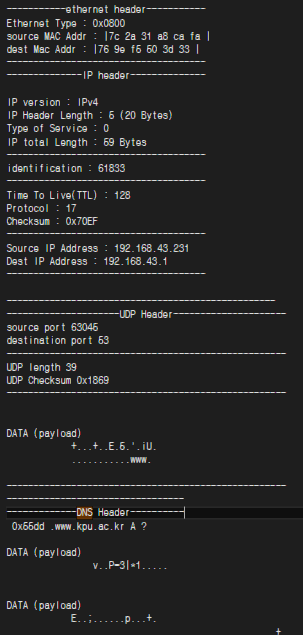 -----------ethernet header-----------
Ethernet Type : 0x0800
source MAC Addr : |7c 2a 31 a8 ca fa |
dest Mac Addr : |76 9e f5 50 3d 33 |
-------------------------------------
--------------IP header--------------
IP version : IPv4
IP Header Length : 5 (20 Bytes)
Type of Service : 0
IP total Length : 59 Bytes
-------------------------------------
identification : 61833
-------------------------------------
Time To Live(TTL) : 128
Protocol : 17
Checksum : 0x70EF
-------------------------------------
Source IP Address : 192.168.43.231
Dest IP Address : 192.168.43.1
-------------------------------------
------------------------------------------------
---------------------UDP Header---------------------
source port 63045
destination port 53
--------------------------------------------------
UDP length 39
UDP Checksum 0x1869
--------------------------------------------------
DATA (payload)
+...+..E.5.'.iU.
...........www.
--------------------------------------------------
--------------------------------
-------------DNS Header----------
0x55dd .www.kpu.ac.kr A ?
DATA (payload)
v..P=3|*1.....
DATA (payload)
E..;......p...+.
+